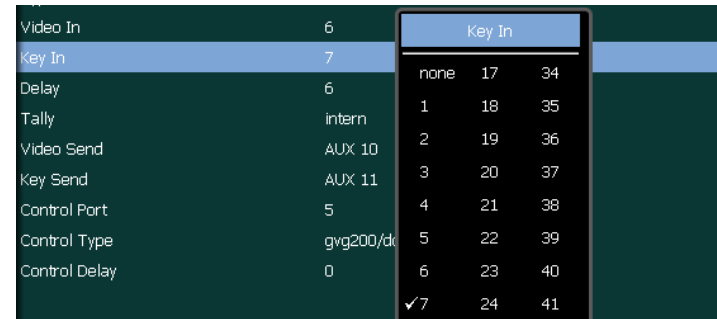 Video In 6
Key In 7
Delay 6
Tally intern
Video Send AUX 10
Key Send AUX 11
Control Port 5
Control Type
Control Delay 0
Key In
none 17 34
1 18 35
2 19 36
3 20 37
4 21 38
5 22 39
6 23 40
✓7 24 41